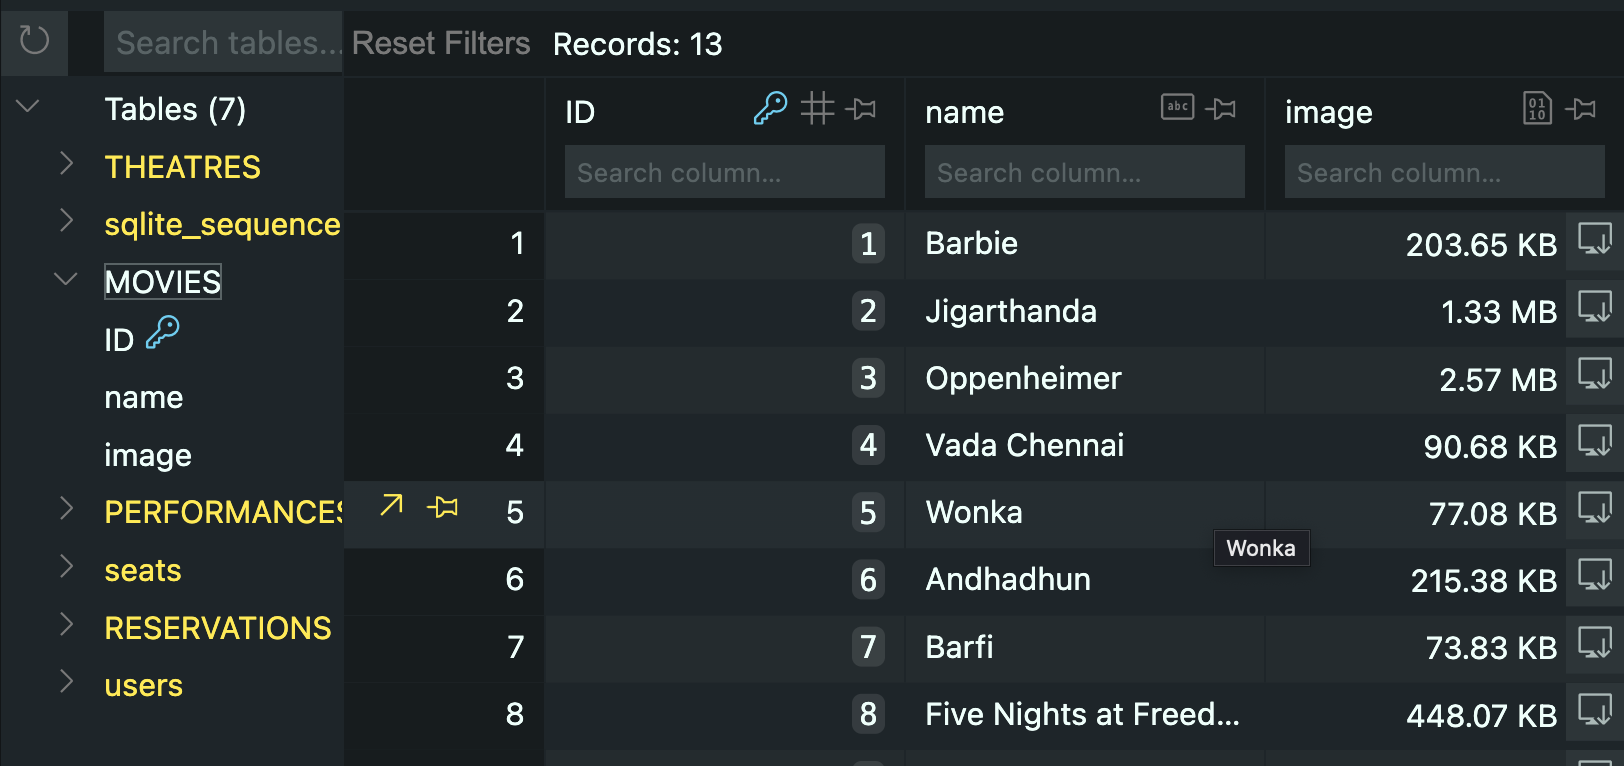 Search tables... Reset Filters Records: 13
Tables (7)
THEATRES
sqlite_sequence
MOVIES
ID
name
image
PERFORMANCES
seats
RESERVATIONS
users
ID name abc image 01 10
Search column... Search column... Search column...
1 1 Barbie 203.65 KB
2 2 Jigarthanda 1.33 MB
3 3 Oppenheimer 2.57 MB
4 4 Vada Chennai 90.68 KB
5 5 Wonka 77.08 KB
Wonka
6 6 Andhadhun 215.38 KB
7 7 Barfi 73.83 KB
8 8 Five Nights at Freed... 448.07 KB